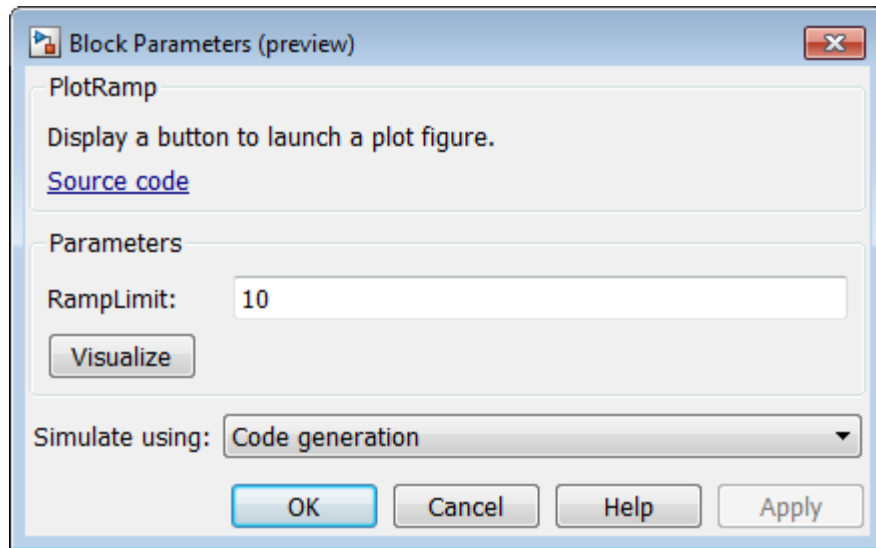 Block Parameters (preview)
PlotRamp
Display a button to launch a plot figure.
Source code
Parameters
RampLimit: 10
Visualize
Simulate using: Code generation
OK Cancel Help Apply